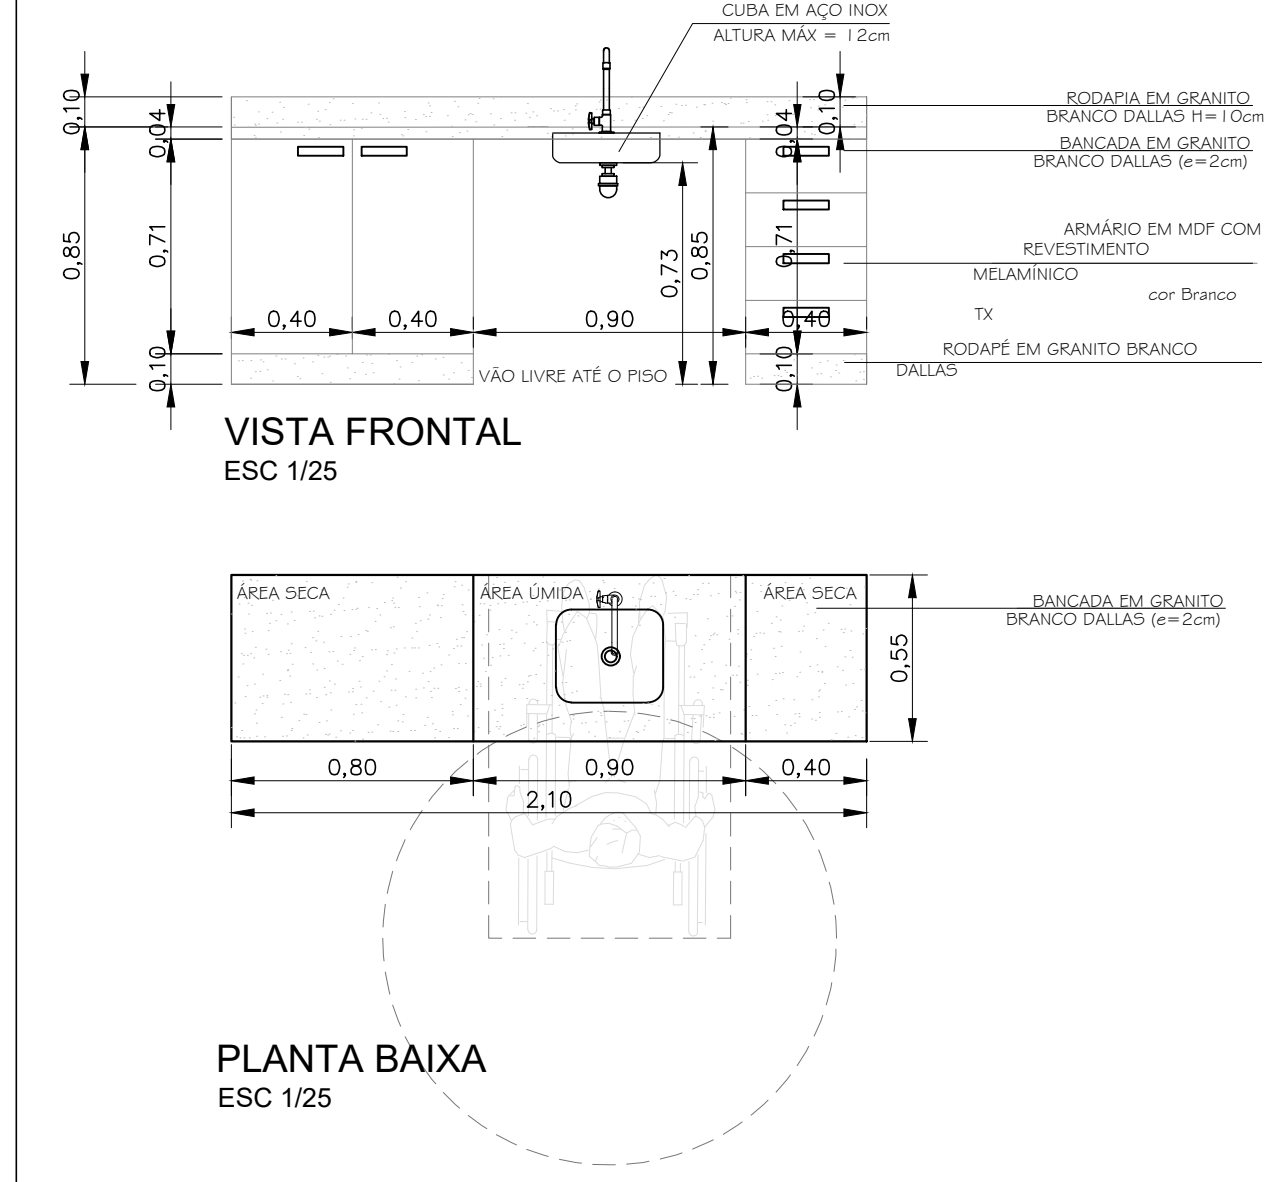 CUBA EM AÇO INOX
ALTURA MÁX = 12cm
0,10
0,04
0,85
0,71
0,10
0,40
0,40
0,90
0,40
0,73
0,85
0,04
0,10
0,71
0,10
RODAPIA EM GRANITO
BRANCO DALLAS H=10cm
BANCADA EM GRANITO
BRANCO DALLAS (e=2cm)
ARMÁRIO EM MDF COM
REVESTIMENTO
MELAMÍNICO
cor Branco
TX
RODAPÉ EM GRANITO BRANCO
DALLAS
VÃO LIVRE ATÉ O PISO
VISTA FRONTAL
ESC 1/25
ÁREA SECA
ÁREA ÚMIDA
ÁREA SECA
BANCADA EM GRANITO
BRANCO DALLAS (e=2cm)
0,55
0,80
0,90
0,40
2,10
PLANTA BAIXA
ESC 1/25